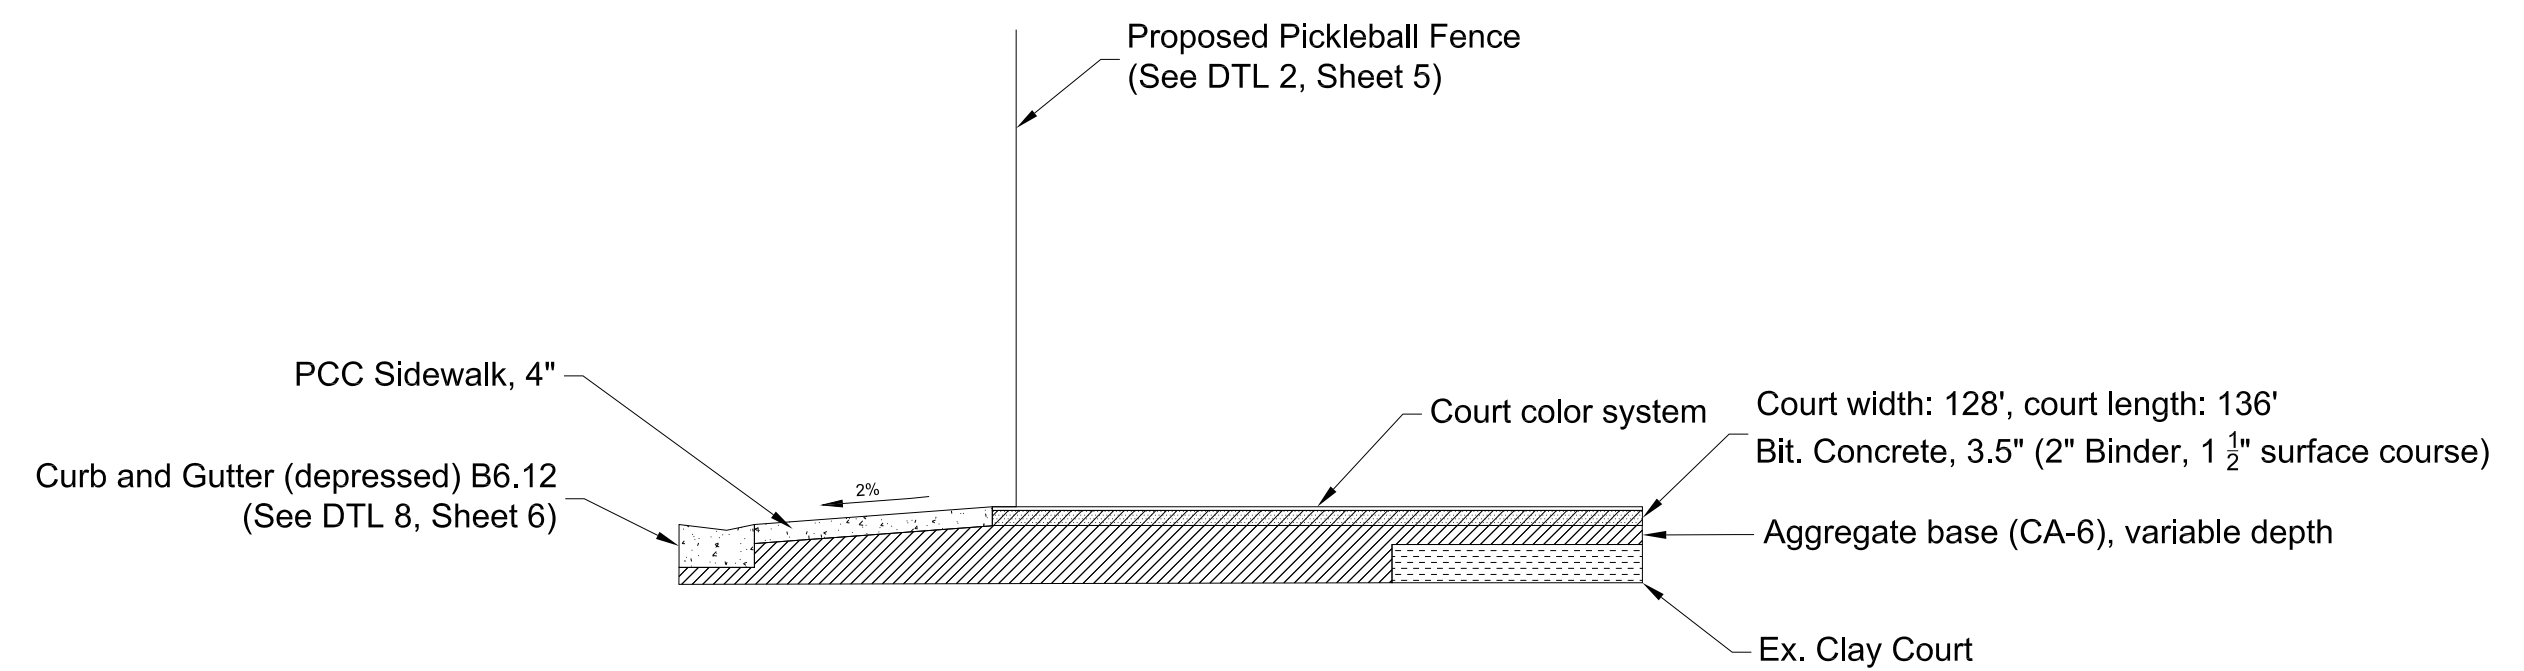 Proposed Pickleball Fence
(See DTL 2, Sheet 5)
PCC Sidewalk, 4"
Court color system
Court width: 128', court length: 136'
Bit. Concrete, 3.5" (2" Binder, 1 1/2" surface course)
Curb and Gutter (depressed) B6.12
(See DTL 8, Sheet 6)
2%
Aggregate base (CA-6), variable depth
Ex. Clay Court